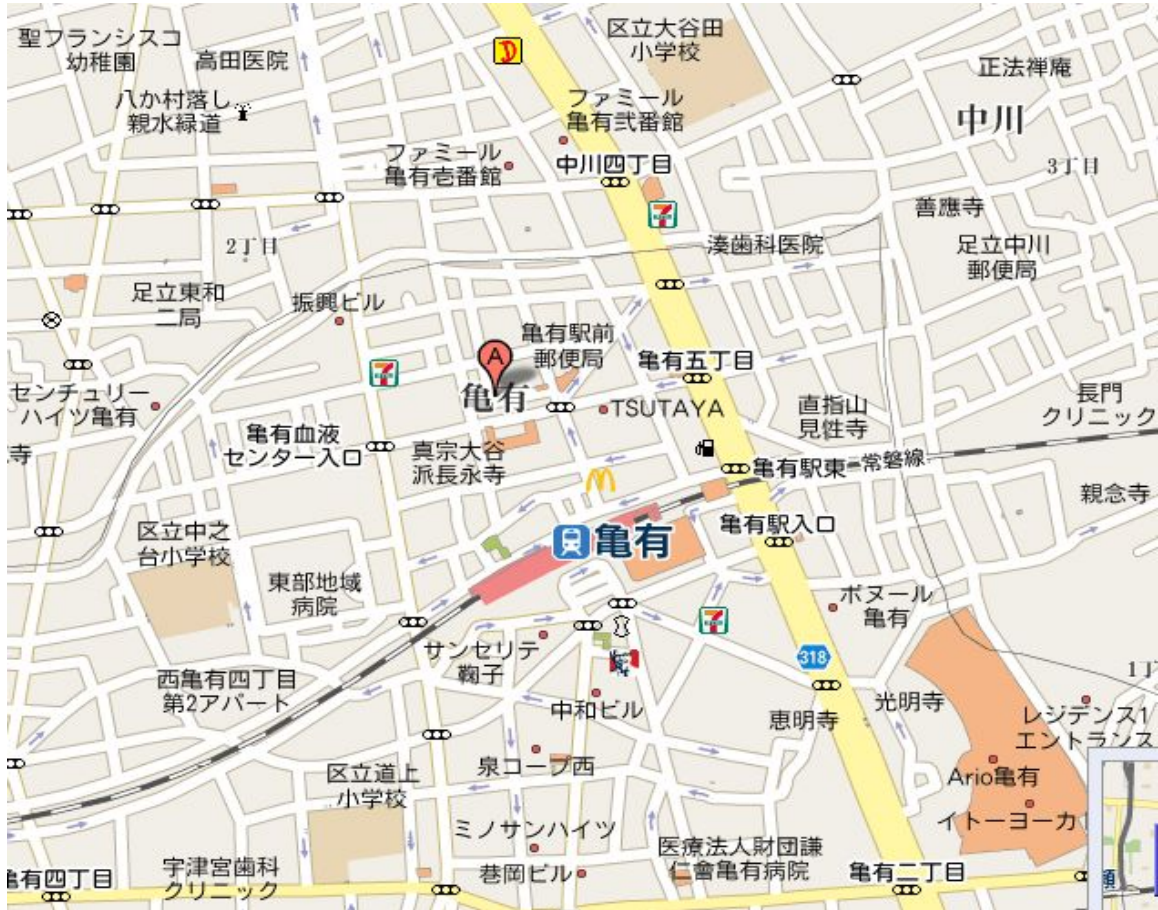 聖フランシスコ
幼稚園
高田医院
区立大谷田
小学校
正法禅庵
八か村落し
親水緑道
ファミール
亀有弐番館
中川
ファミール
亀有壱番館
中川四丁目
3丁目
善應寺
2丁目
湊歯科医院
足立中川
郵便局
足立東和
二局
振興ビル
亀有駅前
郵便局
亀有五丁目
A
亀有
センチュリー
ハイツ亀有
TSUTAYA
直指山
見性寺
長門
クリニック
寺
亀有血液
センター入口
真宗大谷
派長永寺
亀有駅東
常磐線
親念寺
区立中之
台小学校
亀有
亀有駅入口
東部地域
病院
ボヌール
亀有
サンセリテ
鞠子
318
1丁
西亀有四丁目
第2アパート
中和ビル
恵明寺
光明寺
レジデンス1
エントランス
泉コープ西
区立道上
小学校
Ario亀有
イトーヨーカ
ミノサンハイツ
医療法人財団謙
仁會亀有病院
亀有二丁目
亀有四丁目
宇津宮歯科
クリニック
巷岡ビル